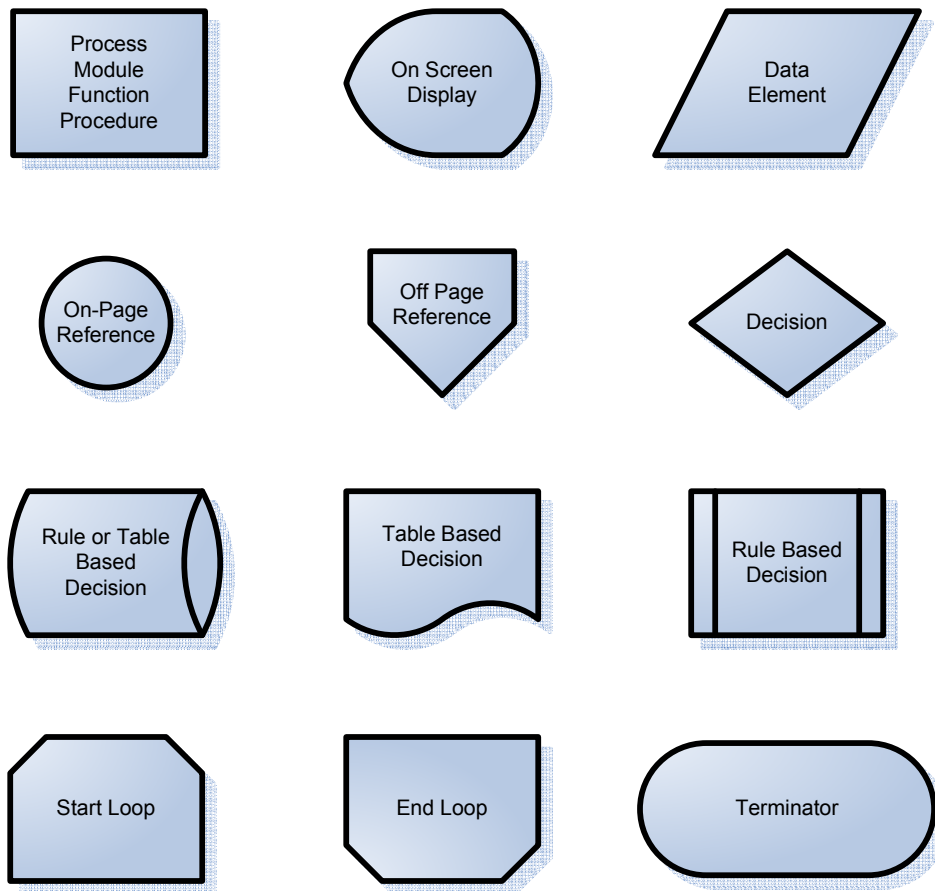 Process
Module
Function
Procedure
On Screen
Display
Data
Element
On-Page
Reference
Off Page
Reference
Decision
Rule or Table
Based
Decision
Table Based
Decision
Rule Based
Decision
Start Loop
End Loop
Terminator